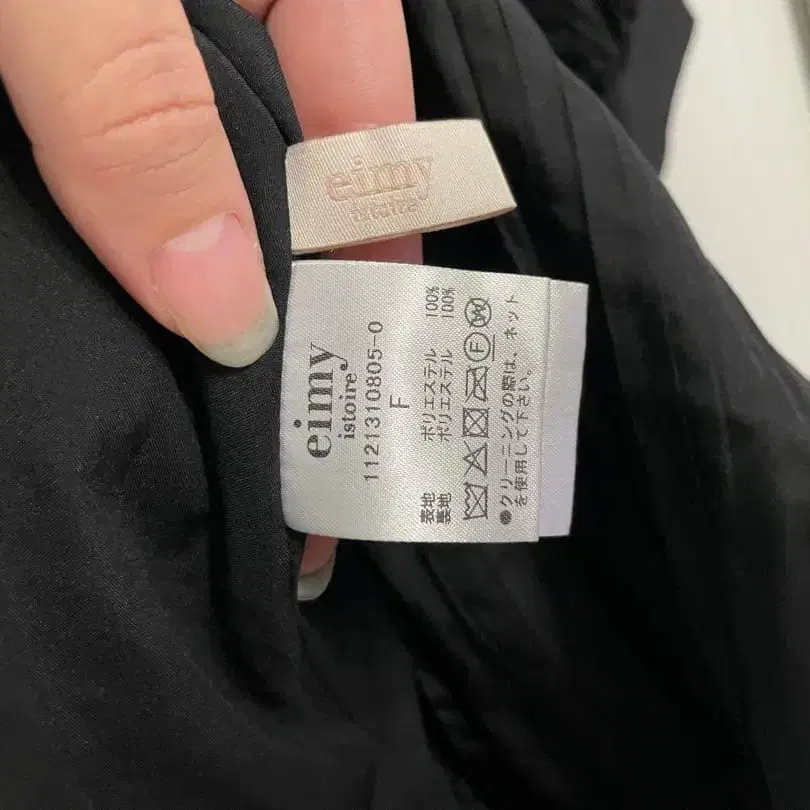 eimy
istoire
eimy
istoire
1121310805-0
F
表地 ポリエステル 100%
裏地 ポリエステル 100%
F W
●クリーニングの際は、ネット
を使用して下さい。